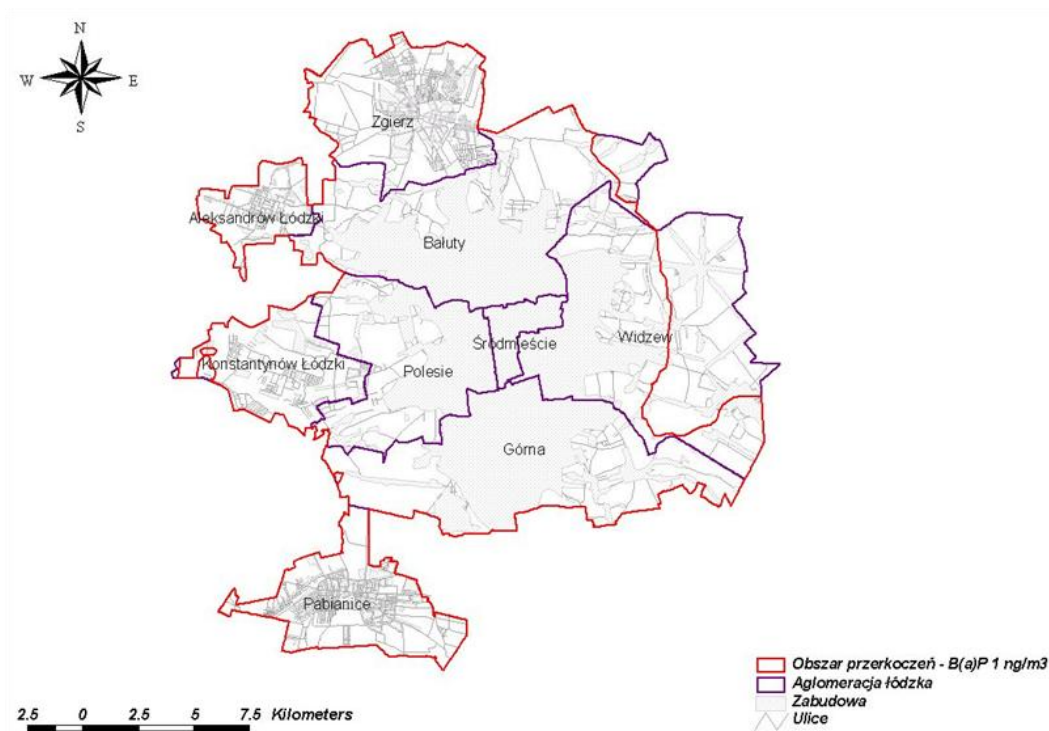 N
W
E
S
Zgierz
Aleksandrów Łódzki
Bałuty
Śródmieście
Widzew
Konstantynów Łódzki
Polesie
Górna
Pabianice
Obszar przerkoczeń - B(a)P 1 ng/m3
Aglomeracja łódzka
Zabudowa
Ulice
2.5 0 2.5 5 7.5 Kilometers